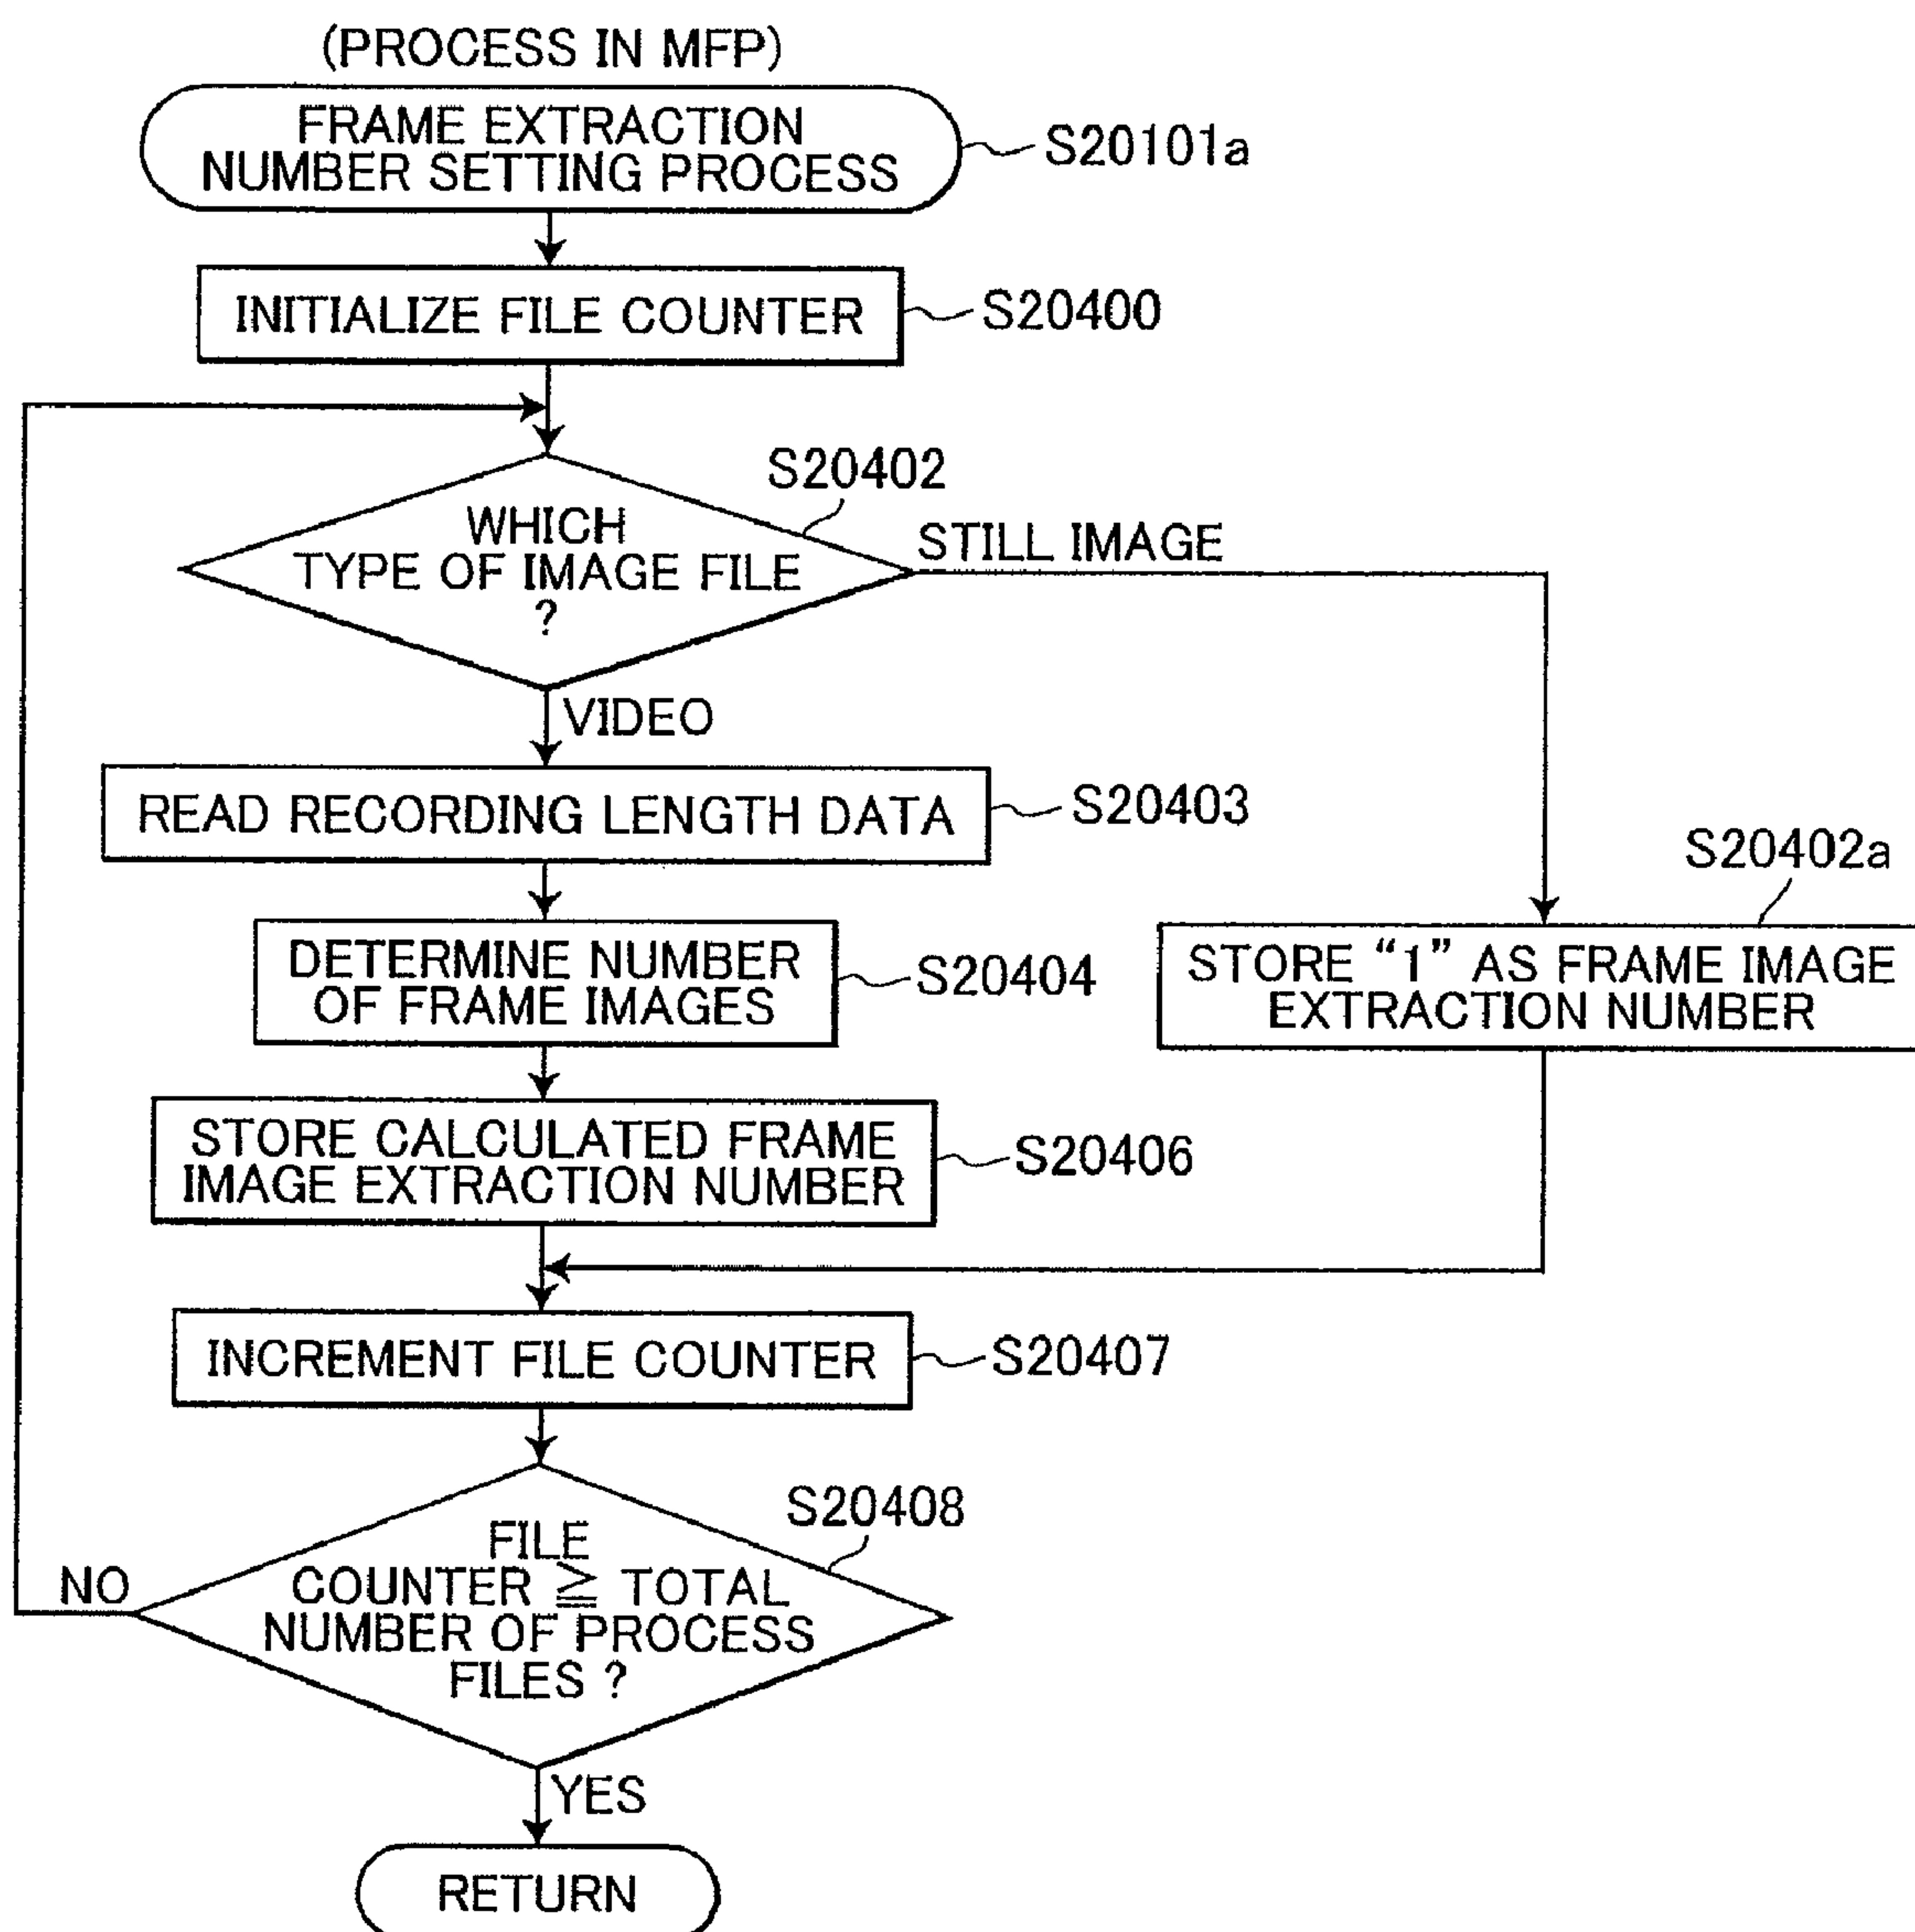 (PROCESS IN MFP)
FRAME EXTRACTION
NUMBER SETTING PROCESS
S20101a
INITIALIZE FILE COUNTER
S20400
S20402
WHICH
TYPE OF IMAGE FILE
?
STILL IMAGE
VIDEO
READ RECORDING LENGTH DATA
S20403
S20402a
DETERMINE NUMBER
OF FRAME IMAGES
S20404
STORE “1” AS FRAME IMAGE
EXTRACTION NUMBER
STORE CALCULATED FRAME
IMAGE EXTRACTION NUMBER
S20406
INCREMENT FILE COUNTER
S20407
S20408
FILE
COUNTER ≧ TOTAL
NUMBER OF PROCESS
FILES ?
NO
YES
RETURN